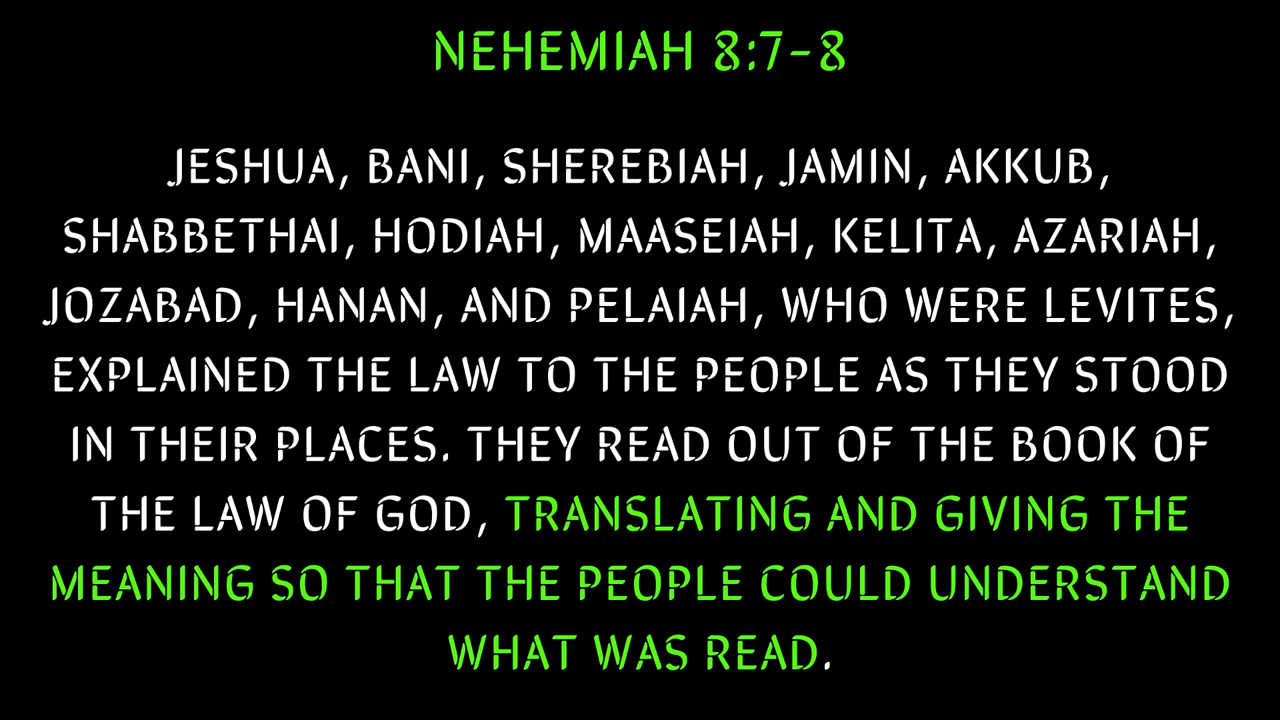 NEHEMIAH 8:7-8
JESHUA, BANI, SHEREBIAH, JAMIN, AKKUB,
SHABBETHAI, HODIAH, MAASEIAH, KELITA, AZARIAH,
JOZABAD, HANAN, AND PELAIAH, WHO WERE LEVITES,
EXPLAINED THE LAW TO THE PEOPLE AS THEY STOOD
IN THEIR PLACES. THEY READ OUT OF THE BOOK OF
THE LAW OF GOD, TRANSLATING AND GIVING THE
MEANING SO THAT THE PEOPLE COULD UNDERSTAND
WHAT WAS READ.